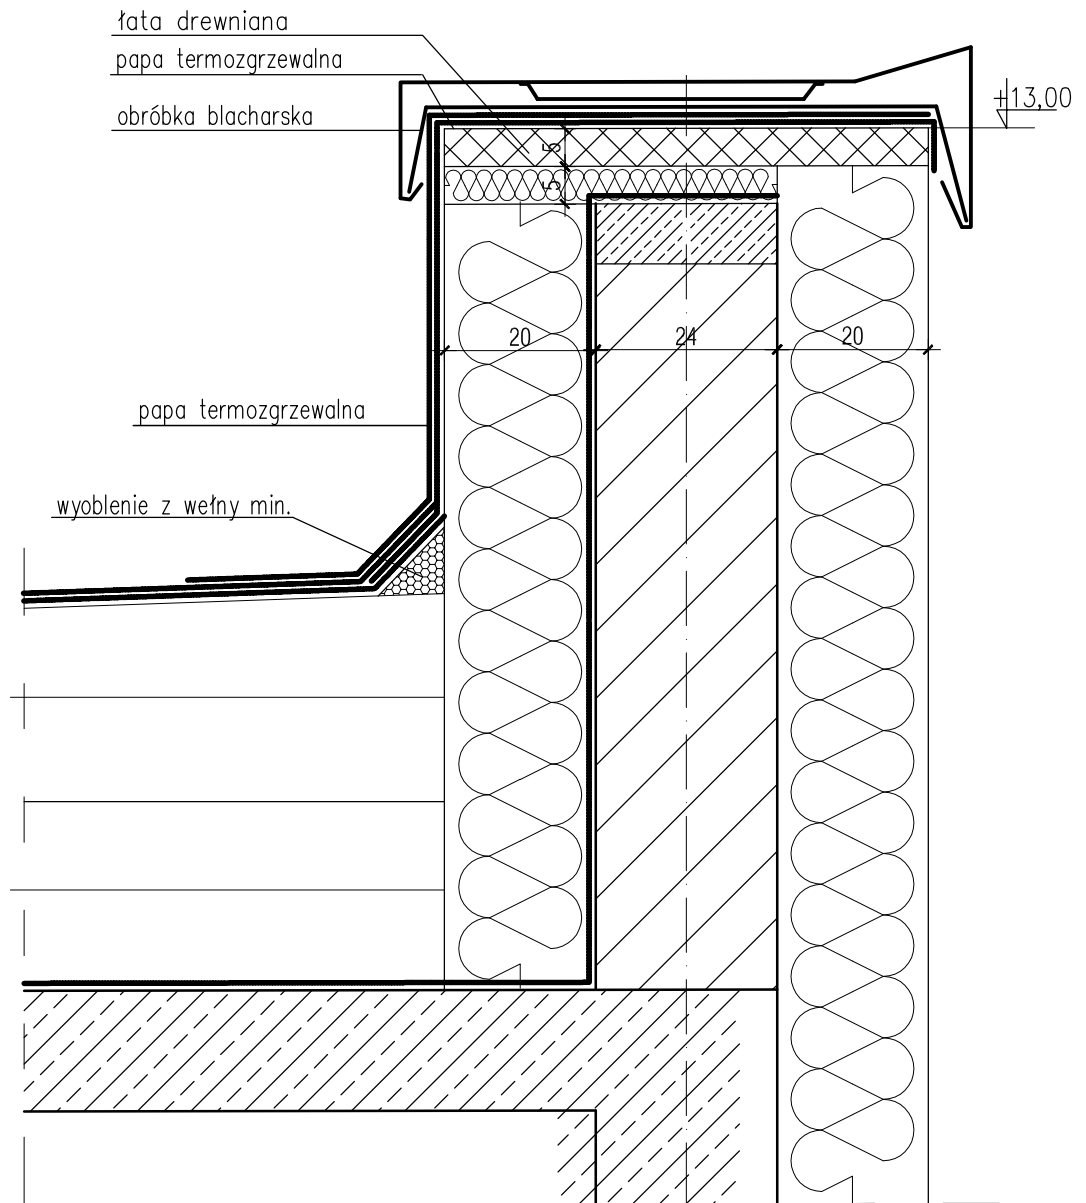 łata drewniana
papa termozgrzewalna
obróbka blacharska
+13,00
5
5
20
24
20
papa termozgrzewalna
wyoblenie z wełny min.